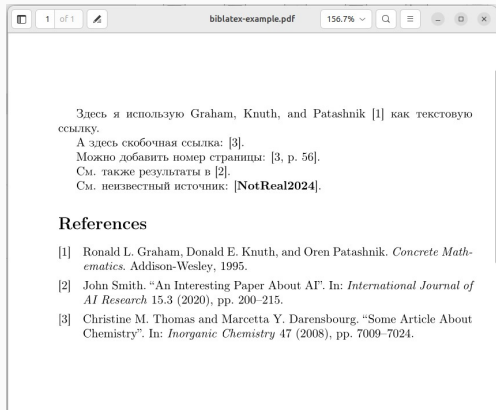 1 of 1 biblatex-example.pdf 156.7%
Здесь я использую Graham, Knuth, and Patashnik [1] как текстовую
ссылку.
А здесь скобочная ссылка: [3].
Можно добавить номер страницы: [3, p. 56].
См. также результаты в [2].
См. неизвестный источник: [NotReal2024].
References
[1] Ronald L. Graham, Donald E. Knuth, and Oren Patashnik. Concrete Math-
ematics. Addison-Wesley, 1995.
[2] John Smith. “An Interesting Paper About AI”. In: International Journal of
AI Research 15.3 (2020), pp. 200–215.
[3] Christine M. Thomas and Marcetta Y. Darensbourg. “Some Article About
Chemistry”. In: Inorganic Chemistry 47 (2008), pp. 7009–7024.